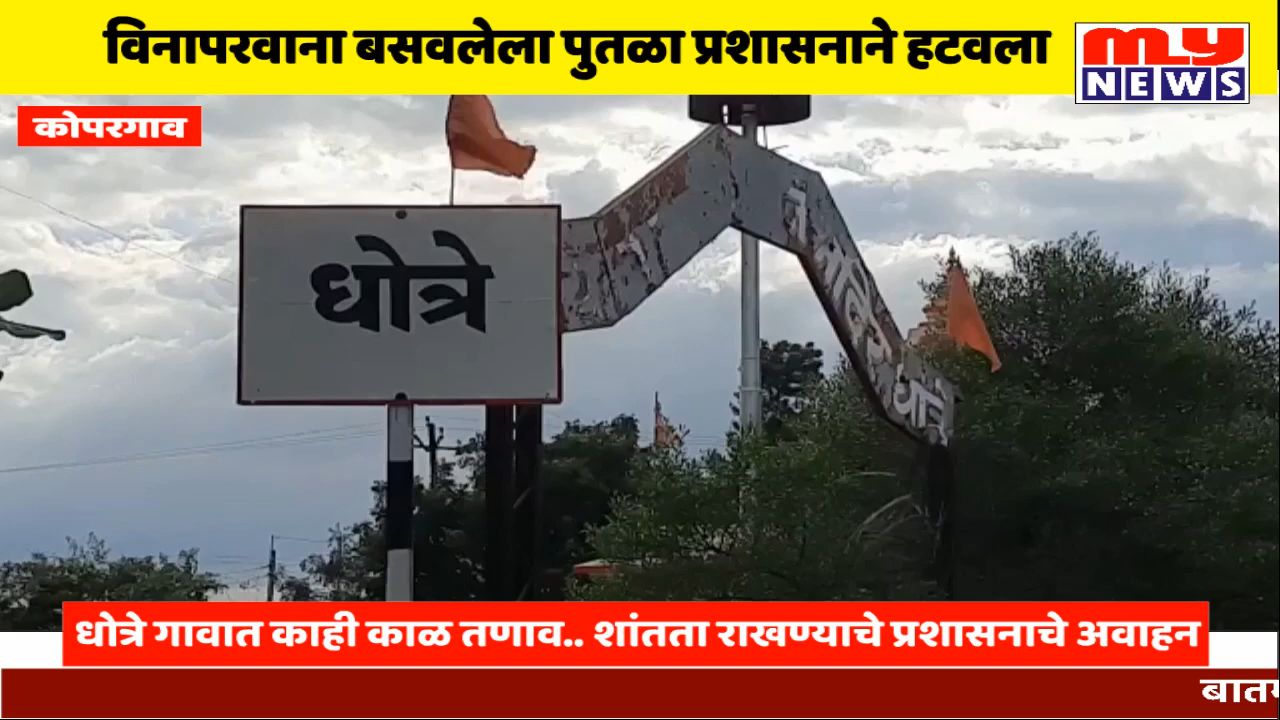 विनापरवाना बसवलेला पुतळा प्रशासनाने हटवला
my
NEWS
कोपरगाव
धोत्रे
धोत्रे गावात काही काळ तणाव.. शांतता राखण्याचे प्रशासनाचे अवाहन